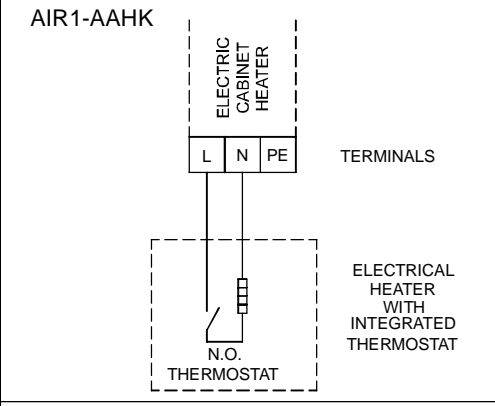 AIR1-AAHK
ELECTRIC
CABINET
HEATER
L N PE
TERMINALS
ELECTRICAL
HEATER
WITH
INTEGRATED
THERMOSTAT
N.O.
THERMOSTAT